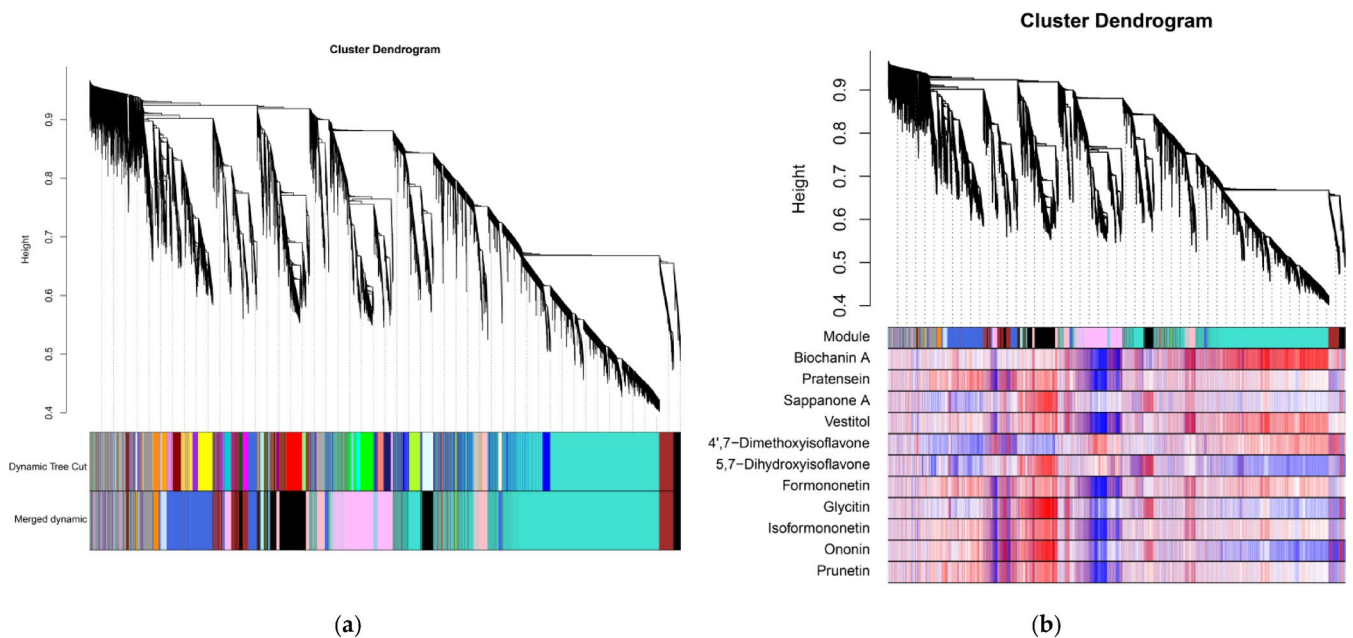 Cluster Dendrogram
Height
0.9
0.8
0.7
0.6
0.5
0.4
Dynamic Tree Cut
Merged dynamic
(a)
Cluster Dendrogram
Height
0.9
0.8
0.7
0.6
0.5
0.4
Module
Biochanin A
Pratensein
Sappanone A
Vestitol
4',7−Dimethoxyisoflavone
5,7−Dihydroxyisoflavone
Formononetin
Glycitin
Isoformononetin
Ononin
Prunetin
(b)